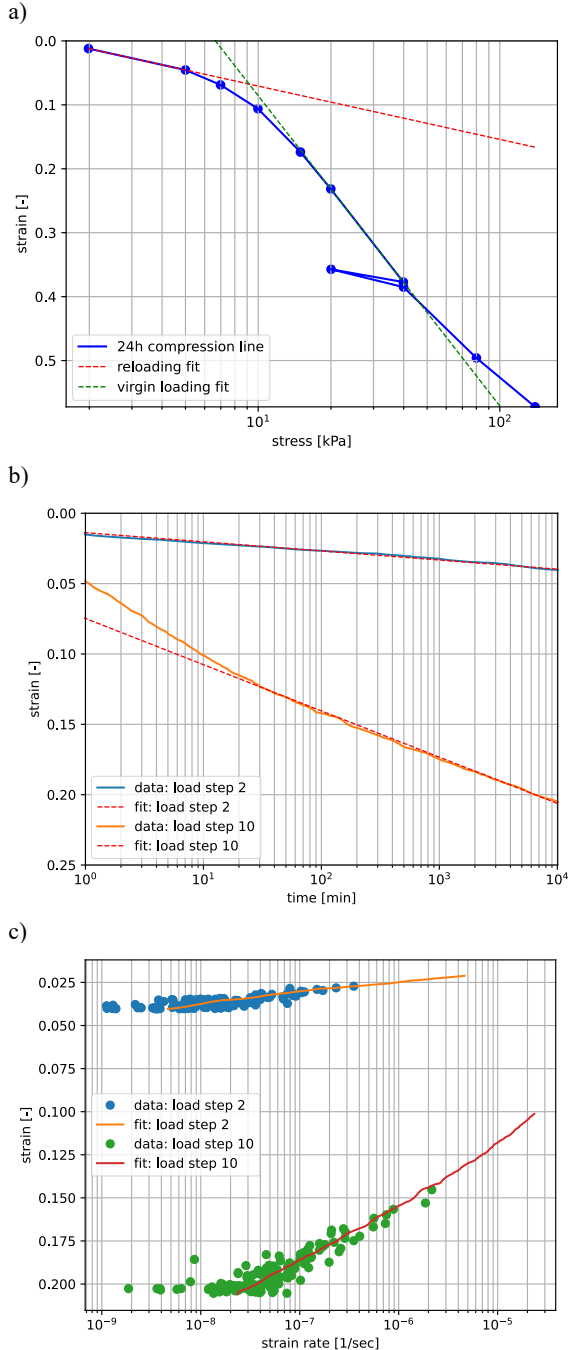 a)
0.0
0.1
0.2
0.3
0.4
0.5
strain [-]
24h compression line
reloading fit
virgin loading fit
10¹
10²
stress [kPa]
b)
0.00
0.05
0.10
0.15
0.20
0.25
strain [-]
data: load step 2
fit: load step 2
data: load step 10
fit: load step 10
10⁰
10¹
10²
10³
10⁴
time [min]
c)
0.025
0.050
0.075
0.100
0.125
0.150
0.175
0.200
strain [-]
data: load step 2
fit: load step 2
data: load step 10
fit: load step 10
10⁻⁹
10⁻⁸
10⁻⁷
10⁻⁶
10⁻⁵
strain rate [1/sec]